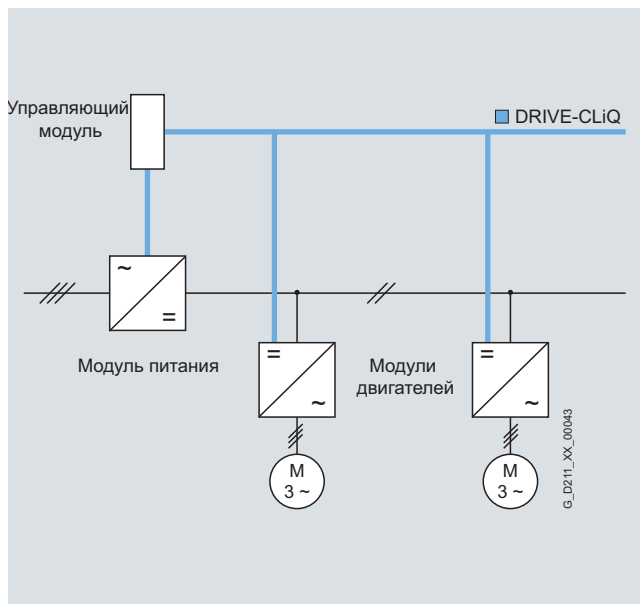 Управляющий
модуль
DRIVE-CLiQ
~
=
Модуль питания
=
~
Модули
двигателей
=
~
M
3 ~
M
3 ~
G_D211_XX_00043